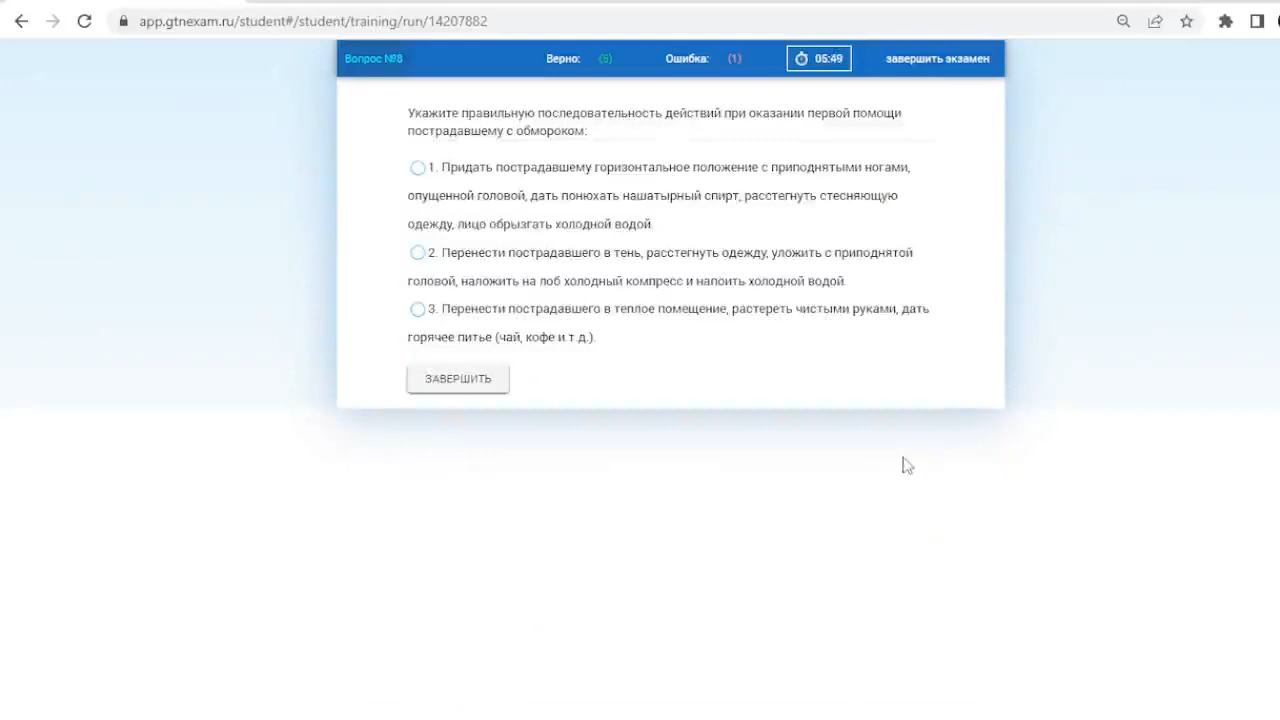 app.gtnexam.ru/student#/student/training/run/14207882
Вопрос №8 Верно: (6) Ошибка: (1) 05:49 завершить экзамен
Укажите правильную последовательность действий при оказании первой помощи
пострадавшему с обмороком:
1. Придать пострадавшему горизонтальное положение с приподнятыми ногами,
опущенной головой, дать понюхать нашатырный спирт, расстегнуть стесняющую
одежду, лицо обрызгать холодной водой.
2. Перенести пострадавшего в тень, расстегнуть одежду, уложить с приподнятой
головой, наложить на лоб холодный компресс и напоить холодной водой.
3. Перенести пострадавшего в теплое помещение, растереть чистыми руками, дать
горячее питье (чай, кофе и т.д.).
ЗАВЕРШИТЬ